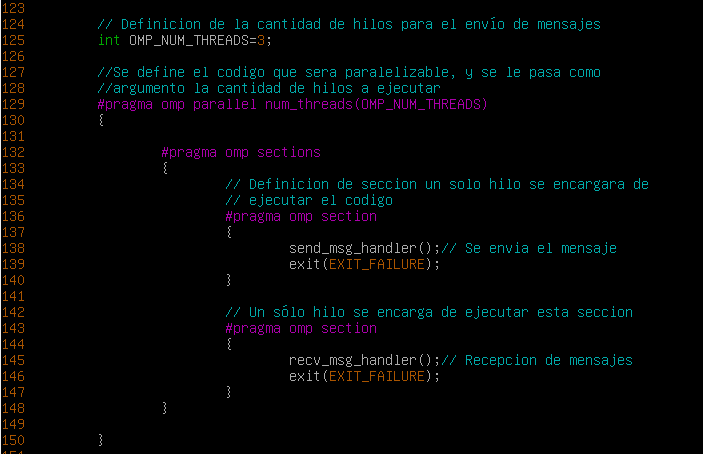 123
124 // Definicion de la cantidad de hilos para el envío de mensajes
125 int OMP_NUM_THREADS=3;
126
127 //Se define el codigo que sera paralelizable, y se le pasa como
128 //argumento la cantidad de hilos a ejecutar
129 #pragma omp parallel num_threads(OMP_NUM_THREADS)
130 {
131
132 #pragma omp sections
133 {
134 // Definicion de seccion un solo hilo se encargara de
135 // ejecutar el codigo
136 #pragma omp section
137 {
138 send_msg_handler();// Se envia el mensaje
139 exit(EXIT_FAILURE);
140 }
141
142 // Un sólo hilo se encarga de ejecutar esta seccion
143 #pragma omp section
144 {
145 recv_msg_handler();// Recepcion de mensajes
146 exit(EXIT_FAILURE);
147 }
148 }
149
150 }